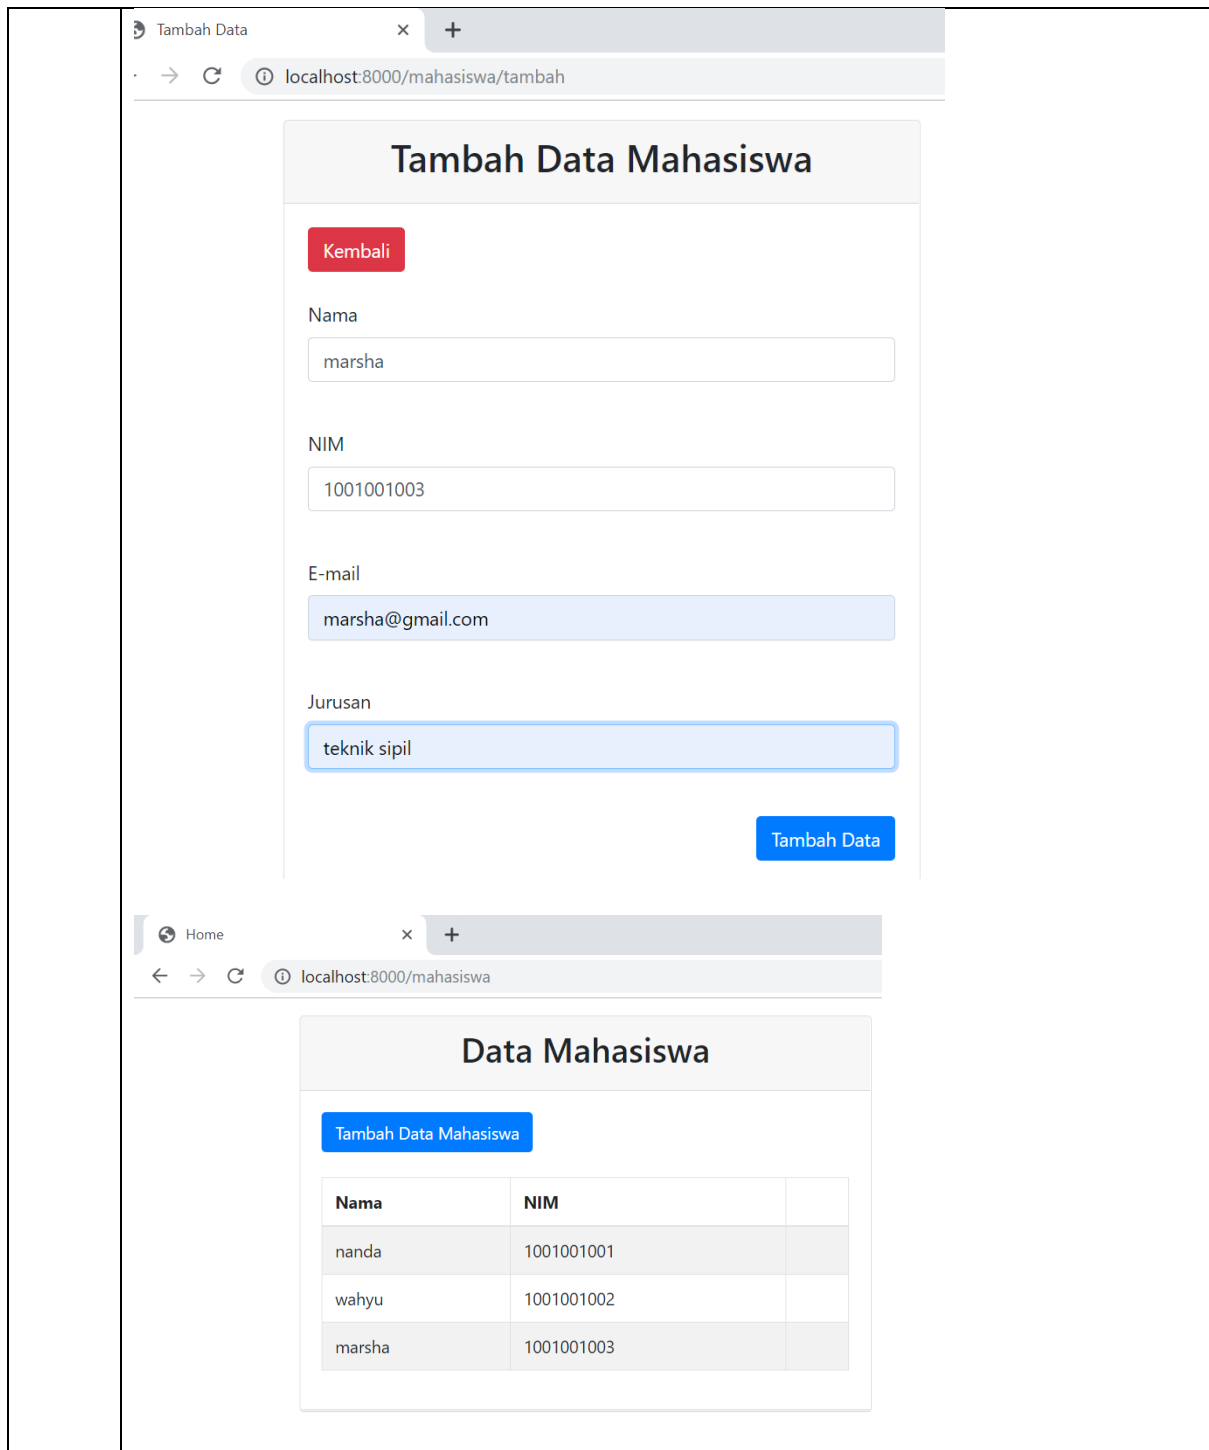 Tambah Data
localhost:8000/mahasiswa/tambah
Tambah Data Mahasiswa
Kembali
Nama
marsha
NIM
1001001003
E-mail
marsha@gmail.com
Jurusan
teknik sipil
Tambah Data
Home
localhost:8000/mahasiswa
Data Mahasiswa
Tambah Data Mahasiswa
Nama NIM
nanda 1001001001
wahyu 1001001002
marsha 1001001003